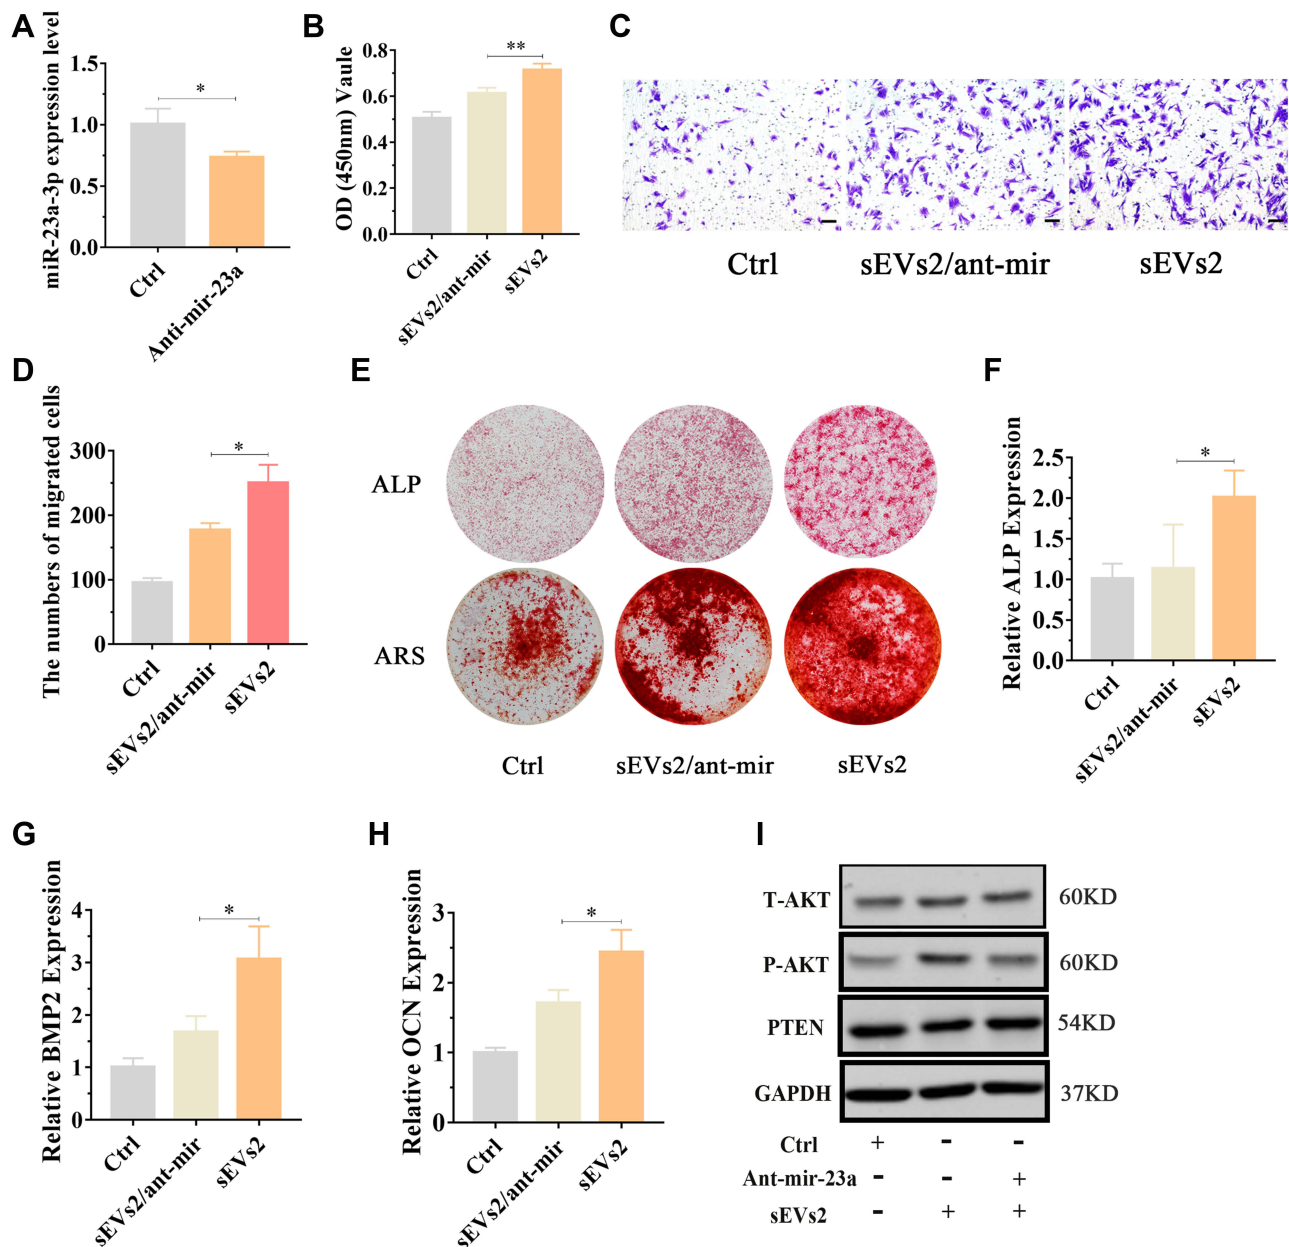 A
miR-23a-3p expression level
1.5
1.0
0.5
0.0
*
Ctrl
Anti-mir-23a
B
OD (450nm) Vaule
0.8
0.6
0.4
0.2
0.0
**
Ctrl
sEVs2/ant-mir
sEVs2
C
Ctrl
sEVs2/ant-mir
sEVs2
D
The numbers of migrated cells
300
200
100
0
*
Ctrl
sEVs2/ant-mir
sEVs2
E
ALP
ARS
Ctrl
sEVs2/ant-mir
sEVs2
F
Relative ALP Expression
2.5
2.0
1.5
1.0
0.5
0.0
*
Ctrl
sEVs2/ant-mir
sEVs2
G
Relative BMP2 Expression
4
3
2
1
0
*
Ctrl
sEVs2/ant-mir
sEVs2
H
Relative OCN Expression
3
2
1
0
*
Ctrl
sEVs2/ant-mir
sEVs2
I
T-AKT 60KD
P-AKT 60KD
PTEN 54KD
GAPDH 37KD
Ctrl + - -
Ant-mir-23a - - +
sEVs2 - + +